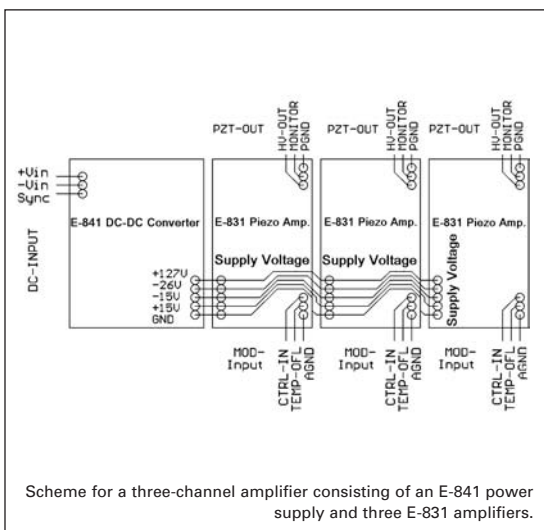 HV-OUT
MONITOR
PGND
HV-OUT
MONITOR
PGND
HV-OUT
MONITOR
PGND
PZT-OUT
PZT-OUT
PZT-OUT
+Vin
-Vin
Sync
DC-INPUT
E-841 DC-DC Converter
E-831 Piezo Amp.
E-831 Piezo Amp.
E-831 Piezo Amp.
Supply Voltage
Supply Voltage
Supply Voltage
+127V
-26V
-15V
+15V
GND
MOD-
Input
CTRL-IN
TEMP-OFL
AGND
MOD-
Input
CTRL-IN
TEMP-OFL
AGND
MOD-
Input
CTRL-IN
TEMP-OFL
AGND
Scheme for a three-channel amplifier consisting of an E-841 power
supply and three E-831 amplifiers.